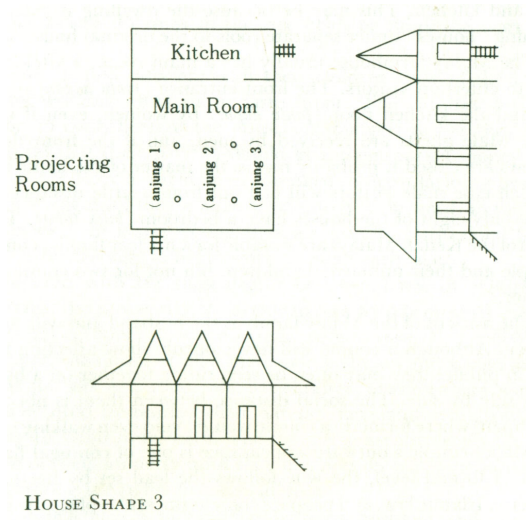 Kitchen
Main Room
Projecting
Rooms
(anjung 1)
(anjung 2)
(anjung 3)
HOUSE SHAPE 3